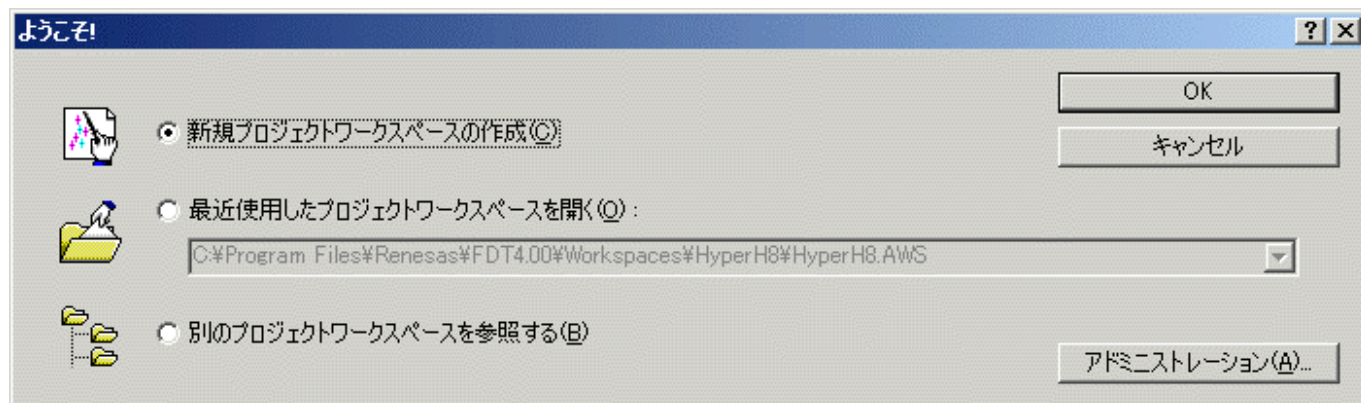 ようこそ!
新規プロジェクトワークスペースの作成(C)
OK
キャンセル
最近使用したプロジェクトワークスペースを開く(O) :
C:¥Program Files¥Renesas¥FDT4.00¥Workspaces¥HyperH8¥HyperH8.AWS
別のプロジェクトワークスペースを参照する(B)
アドミニストレーション(A)...